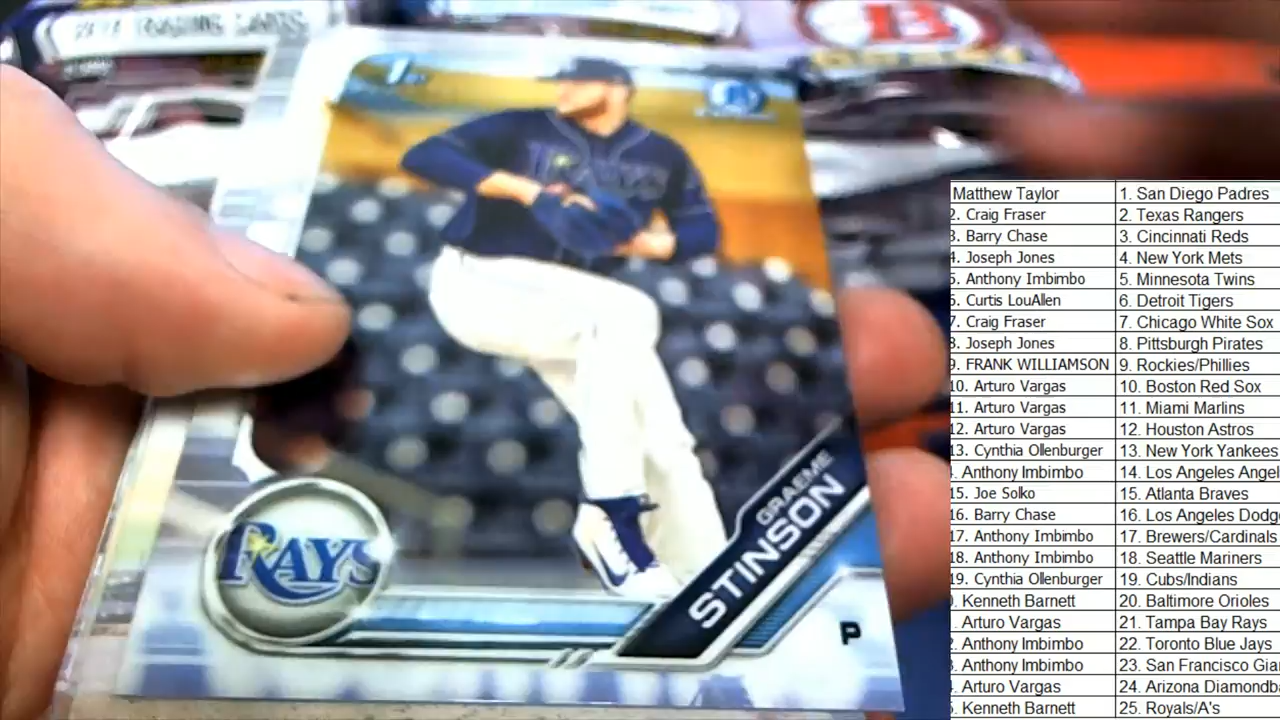 2019 TRADING CARDS
B
1st
RAYS
GRAEME
STINSON
RAYS
P
Matthew Taylor 1. San Diego Padres
2. Craig Fraser 2. Texas Rangers
3. Barry Chase 3. Cincinnati Reds
4. Joseph Jones 4. New York Mets
5. Anthony Imbimbo 5. Minnesota Twins
6. Curtis LouAllen 6. Detroit Tigers
7. Craig Fraser 7. Chicago White Sox
8. Joseph Jones 8. Pittsburgh Pirates
9. FRANK WILLIAMSON 9. Rockies/Phillies
10. Arturo Vargas 10. Boston Red Sox
11. Arturo Vargas 11. Miami Marlins
12. Arturo Vargas 12. Houston Astros
13. Cynthia Ollenburger 13. New York Yankees
. Anthony Imbimbo 14. Los Angeles Angel
15. Joe Solko 15. Atlanta Braves
16. Barry Chase 16. Los Angeles Dodge
17. Anthony Imbimbo 17. Brewers/Cardinals
18. Anthony Imbimbo 18. Seattle Mariners
19. Cynthia Ollenburger 19. Cubs/Indians
. Kenneth Barnett 20. Baltimore Orioles
. Arturo Vargas 21. Tampa Bay Rays
. Anthony Imbimbo 22. Toronto Blue Jays
. Anthony Imbimbo 23. San Francisco Gia
. Arturo Vargas 24. Arizona Diamondba
. Kenneth Barnett 25. Royals/A's